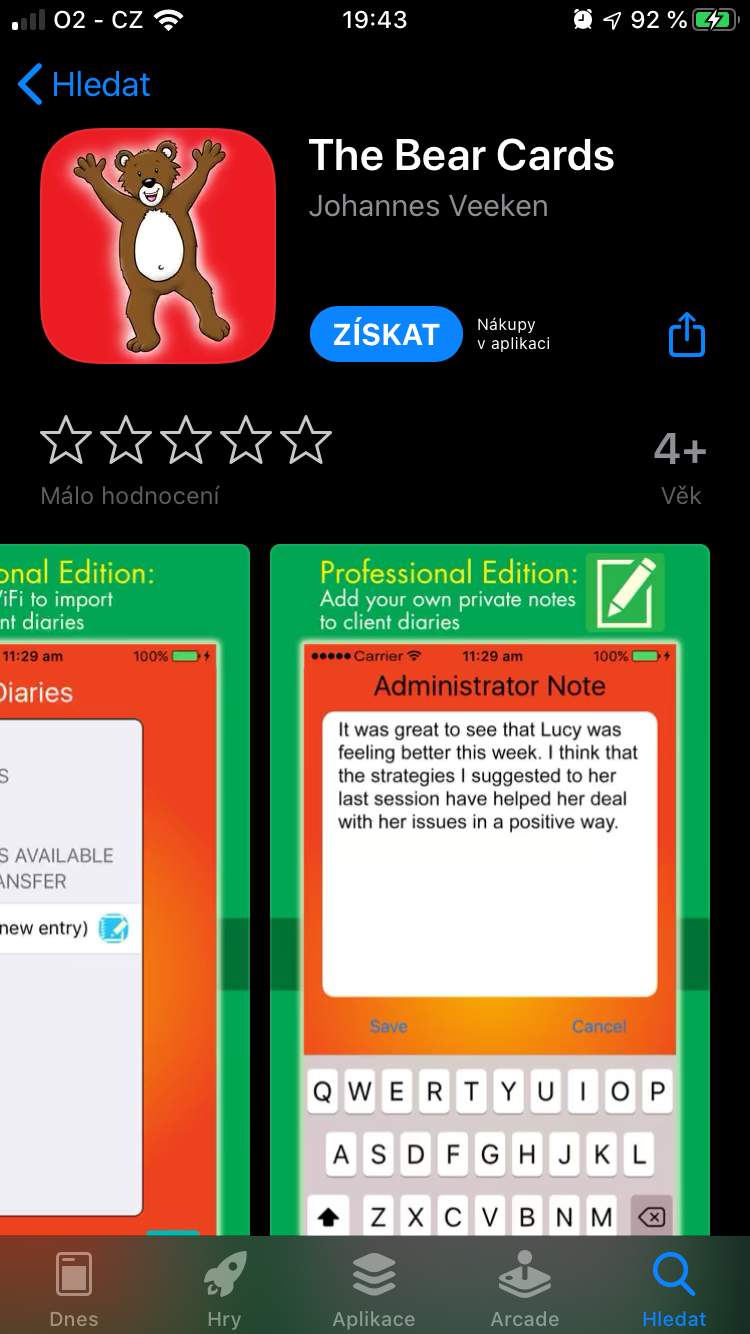 O2 - CZ 19:43 92 %
Hledat
The Bear Cards
Johannes Veeken
ZÍSKAT
Nákupy
v aplikaci
4+
Málo hodnocení
Věk
onal Edition:
iFi to import
nt diaries
11:29 am 100%
Diaries
S
S AVAILABLE
ANSFER
new entry)
Professional Edition:
Add your own private notes
to client diaries
Carrier 11:29 am 100%
Administrator Note
It was great to see that Lucy was
feeling better this week. I think that
the strategies I suggested to her
last session have helped her deal
with her issues in a positive way.
Save Cancel
Q W E R T Y U I O P
A S D F G H J K L
Z X C V B N M
Dnes Hry Aplikace Arcade Hledat